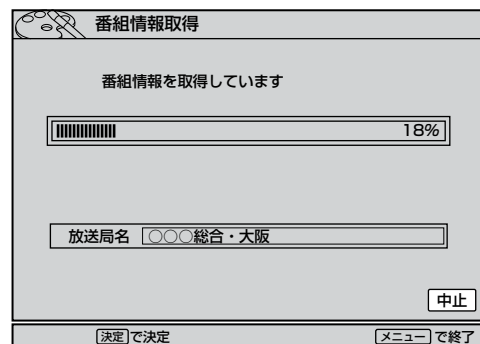 番組情報取得
番組情報を取得しています
18%
放送局名 ○○○総合・大阪
中止
決定で決定 メニューで終了